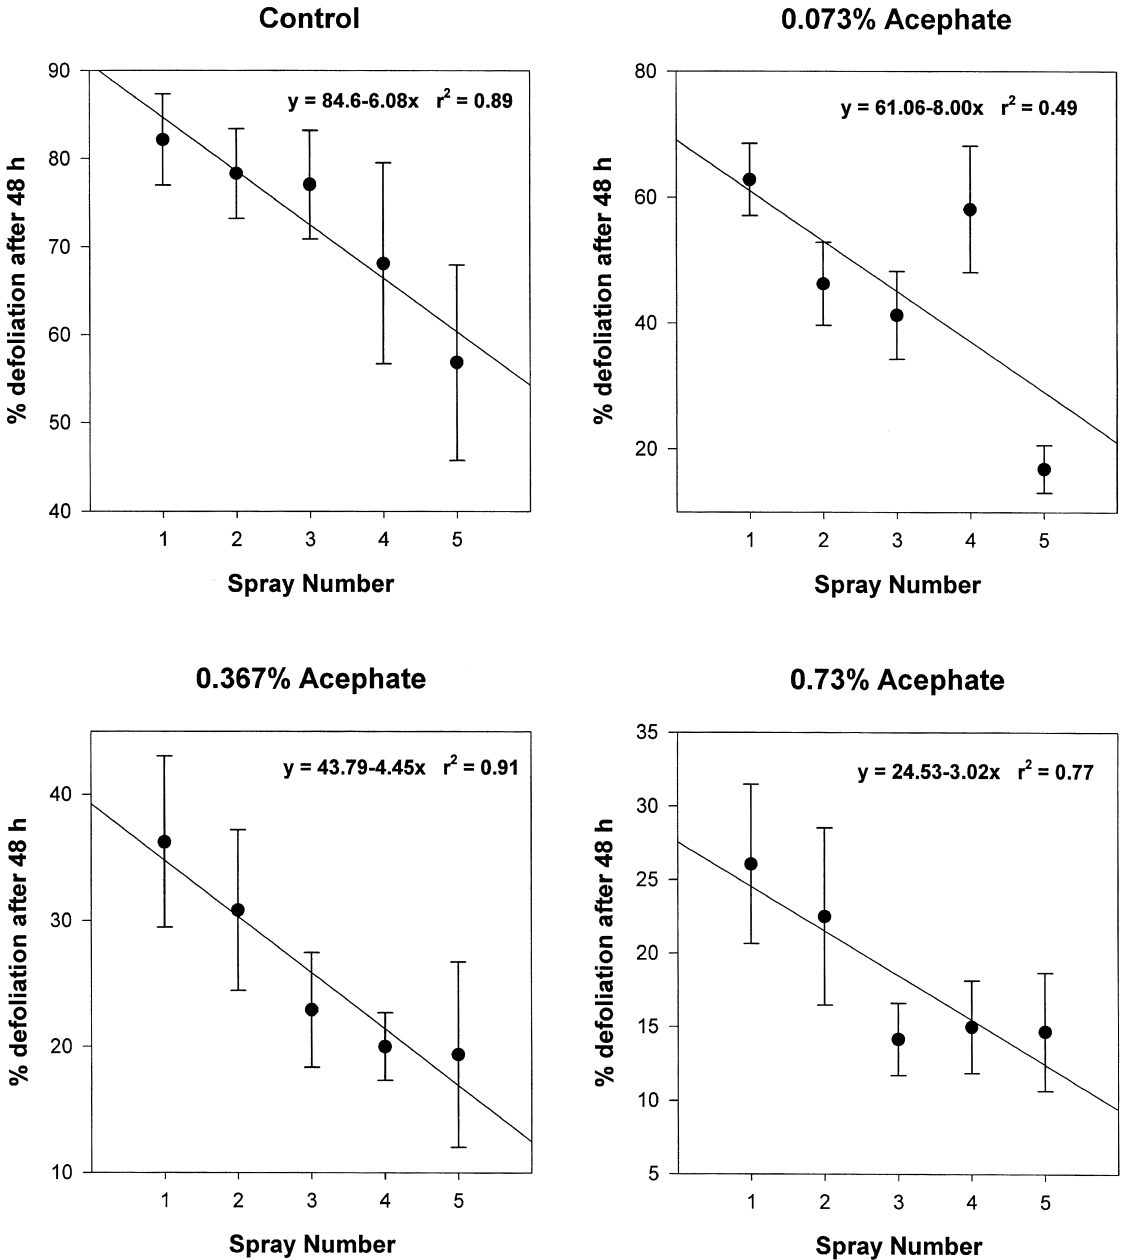 Control
y = 84.6-6.08x r² = 0.89
% defoliation after 48 h
90
80
70
60
50
40
1 2 3 4 5
Spray Number
0.073% Acephate
y = 61.06-8.00x r² = 0.49
% defoliation after 48 h
80
60
40
20
1 2 3 4 5
Spray Number
0.367% Acephate
y = 43.79-4.45x r² = 0.91
% defoliation after 48 h
40
30
20
10
1 2 3 4 5
Spray Number
0.73% Acephate
y = 24.53-3.02x r² = 0.77
% defoliation after 48 h
35
30
25
20
15
10
5
1 2 3 4 5
Spray Number